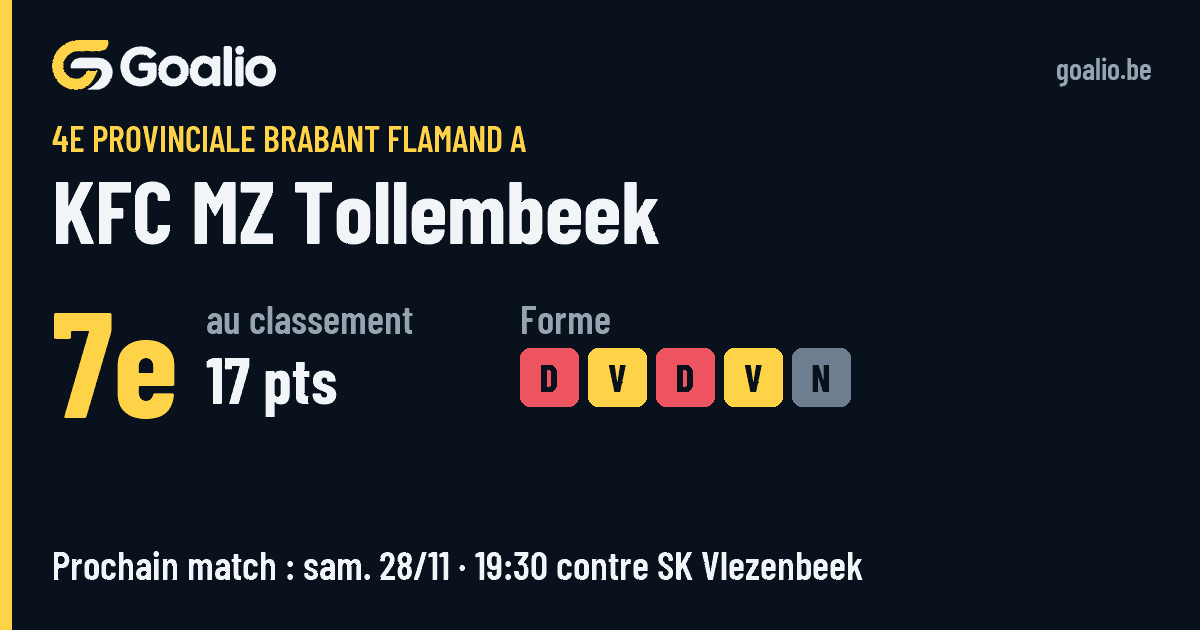 Goalio
goalio.be
4E PROVINCIALE BRABANT FLAMAND A
KFC MZ Tollembeek
7e
au classement
17 pts
Forme
D V D V N
Prochain match : sam. 28/11 · 19:30 contre SK Vlezenbeek